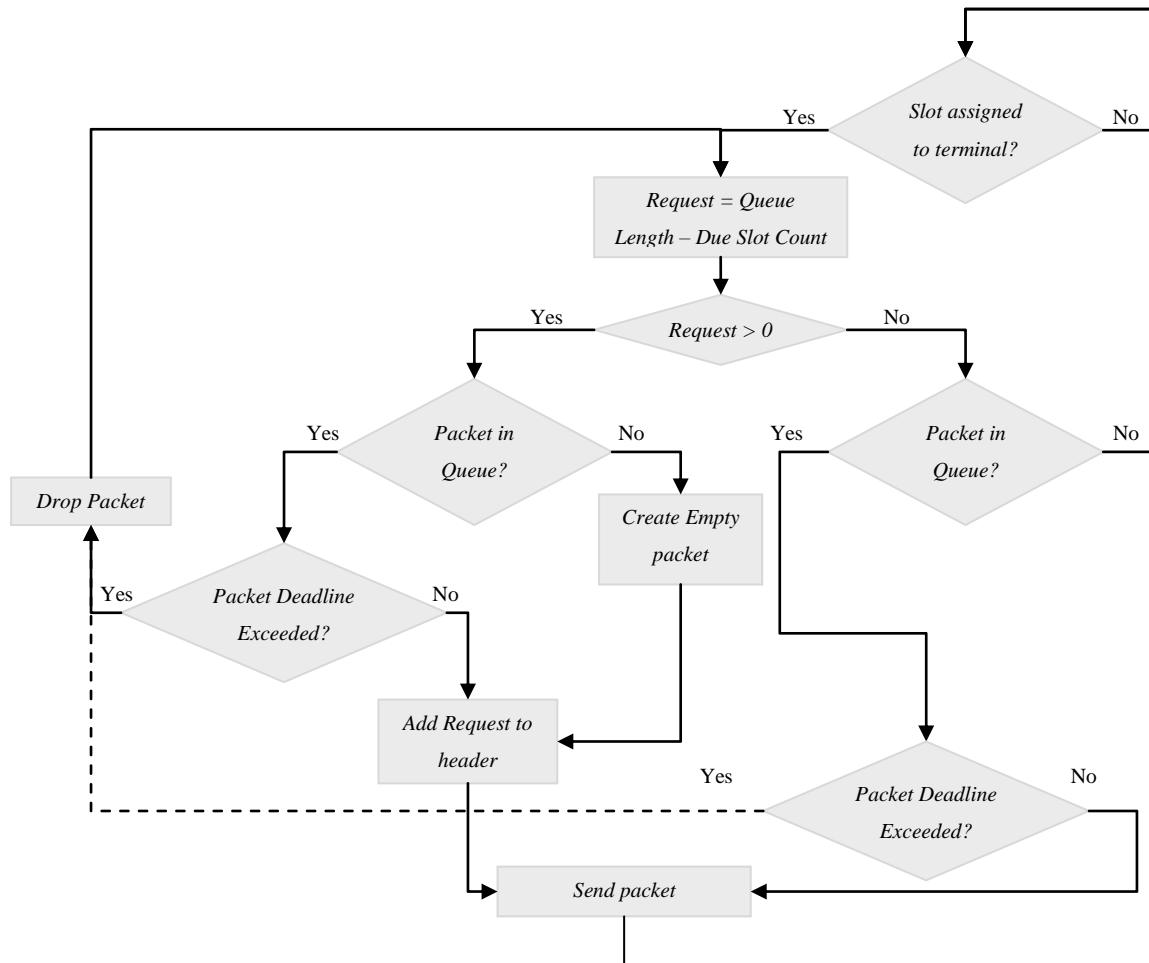 Slot assigned
to terminal?
Yes
No
Request = Queue
Length – Due Slot Count
Yes
Request > 0
No
Yes
Packet in
Queue?
No
Yes
Packet in
Queue?
No
Drop Packet
Create Empty
packet
Yes
Packet Deadline
Exceeded?
No
Add Request to
header
Yes
Packet Deadline
Exceeded?
No
Send packet